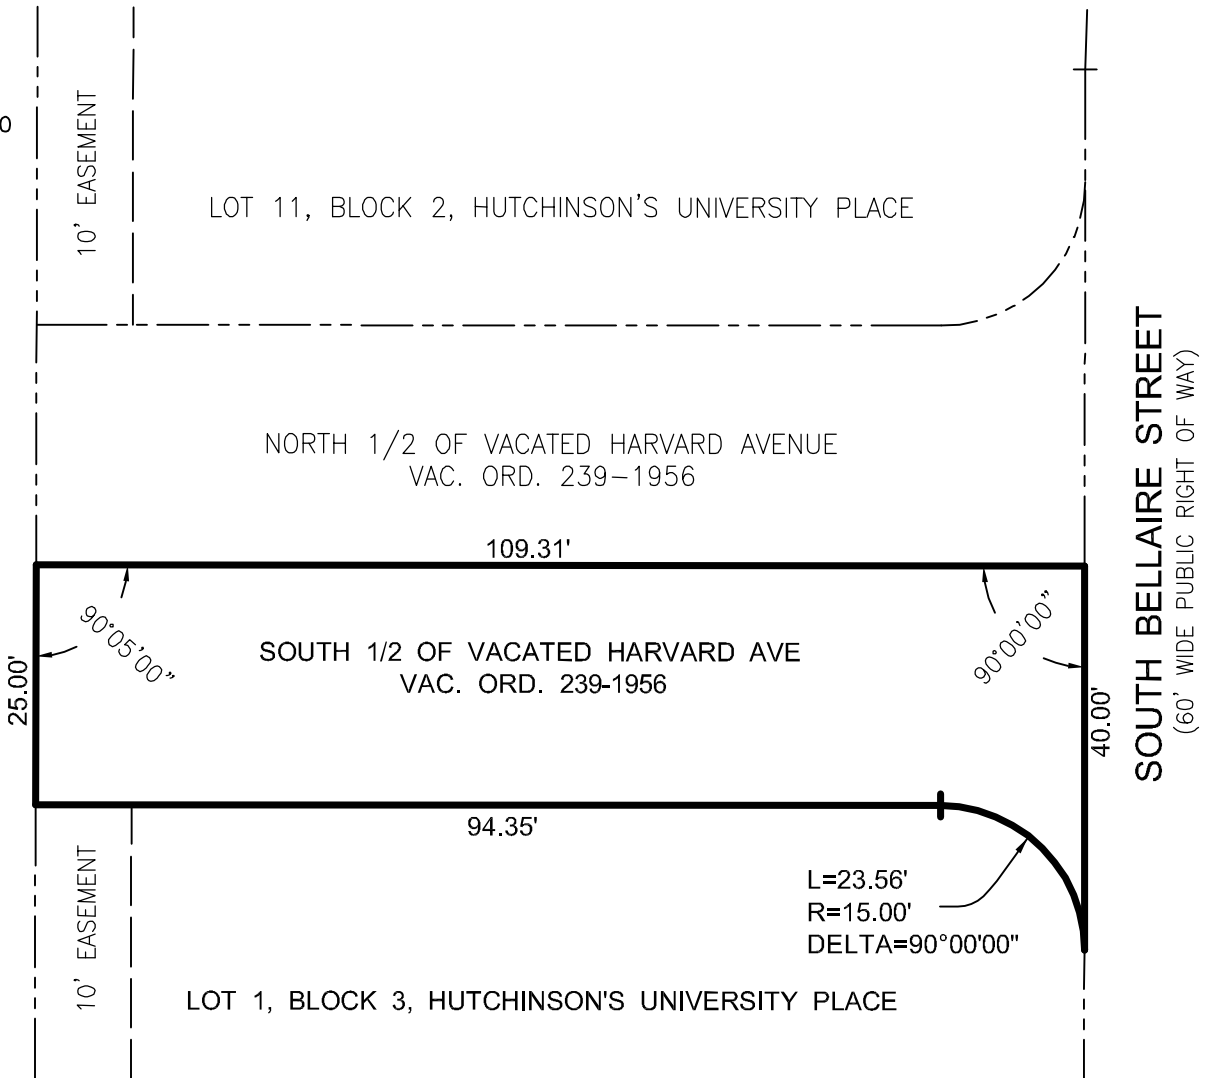 O
10' EASEMENT
LOT 11, BLOCK 2, HUTCHINSON'S UNIVERSITY PLACE
NORTH 1/2 OF VACATED HARVARD AVENUE
VAC. ORD. 239-1956
109.31'
90°05'00"
90°00'00"
SOUTH 1/2 OF VACATED HARVARD AVE
VAC. ORD. 239-1956
25.00'
40.00'
SOUTH BELLAIRE STREET
(60' WIDE PUBLIC RIGHT OF WAY)
94.35'
L=23.56'
R=15.00'
DELTA=90°00'00"
10' EASEMENT
LOT 1, BLOCK 3, HUTCHINSON'S UNIVERSITY PLACE